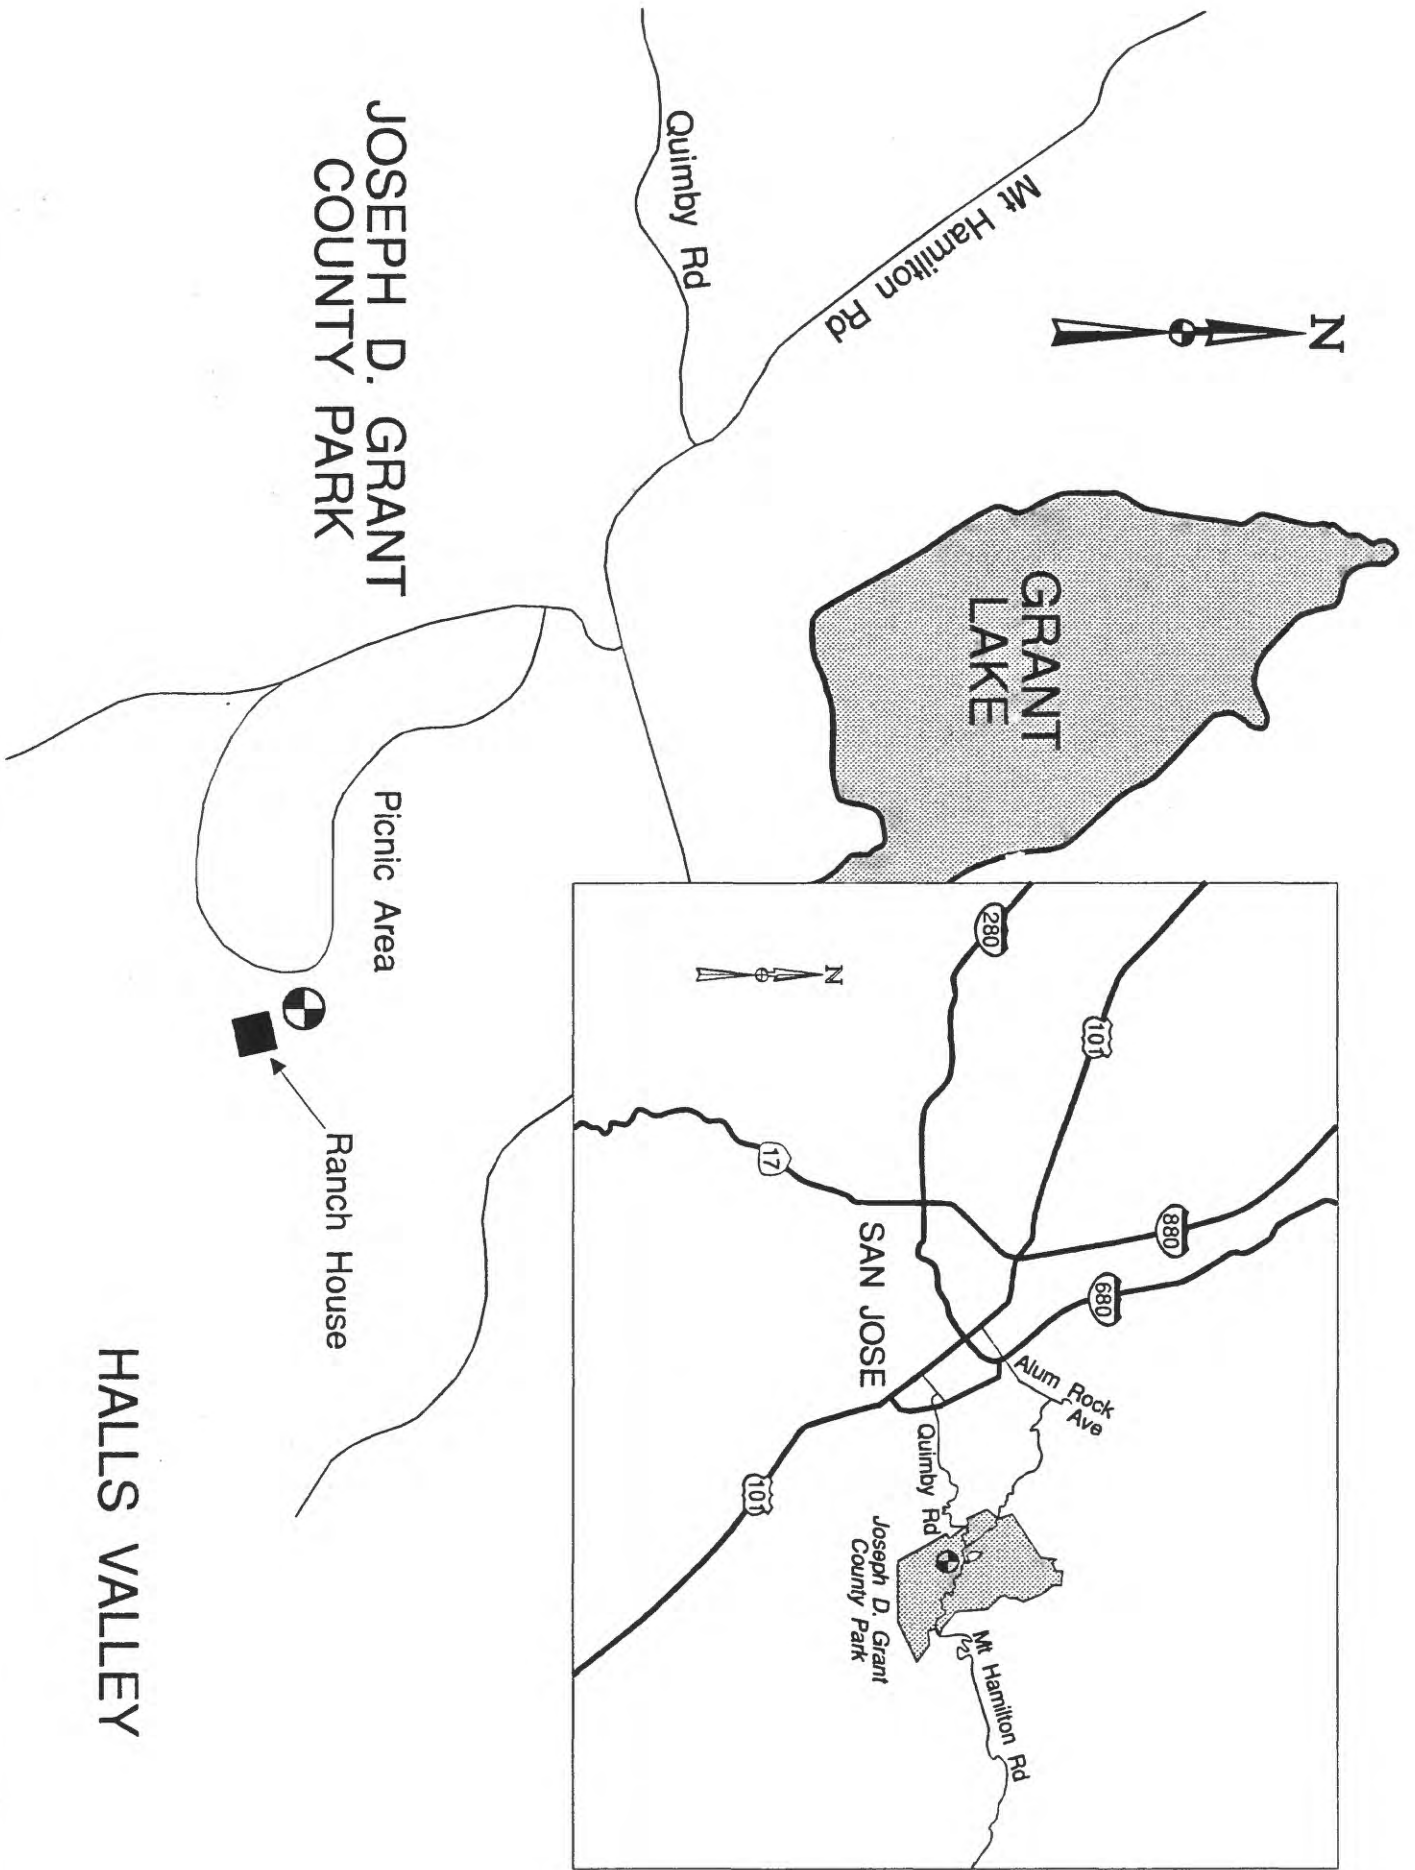 N
Mt Hamilton Rd
Quimby Rd
GRANT
LAKE
JOSEPH D. GRANT
COUNTY PARK
Picnic Area
Ranch House
HALLS VALLEY
N
280
101
880
680
17
SAN JOSE
Alum Rock
Ave
Quimby Rd
101
Joseph D. Grant
County Park
Mt Hamilton Rd